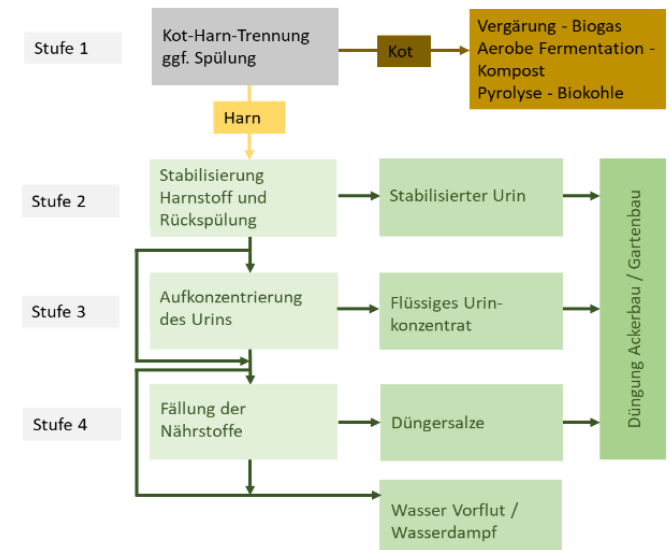 Stufe 1
Kot-Harn-Trennung
ggf. Spülung
Kot
Vergärung - Biogas
Aerobe Fermentation -
Kompost
Pyrolyse - Biokohle
Harn
Stufe 2
Stabilisierung
Harnstoff und
Rückspülung
Stabilisierter Urin
Düngung Ackerbau / Gartenbau
Stufe 3
Aufkonzentrierung
des Urins
Flüssiges Urin-
konzentrat
Stufe 4
Fällung der
Nährstoffe
Düngersalze
Wasser Vorflut /
Wasserdampf